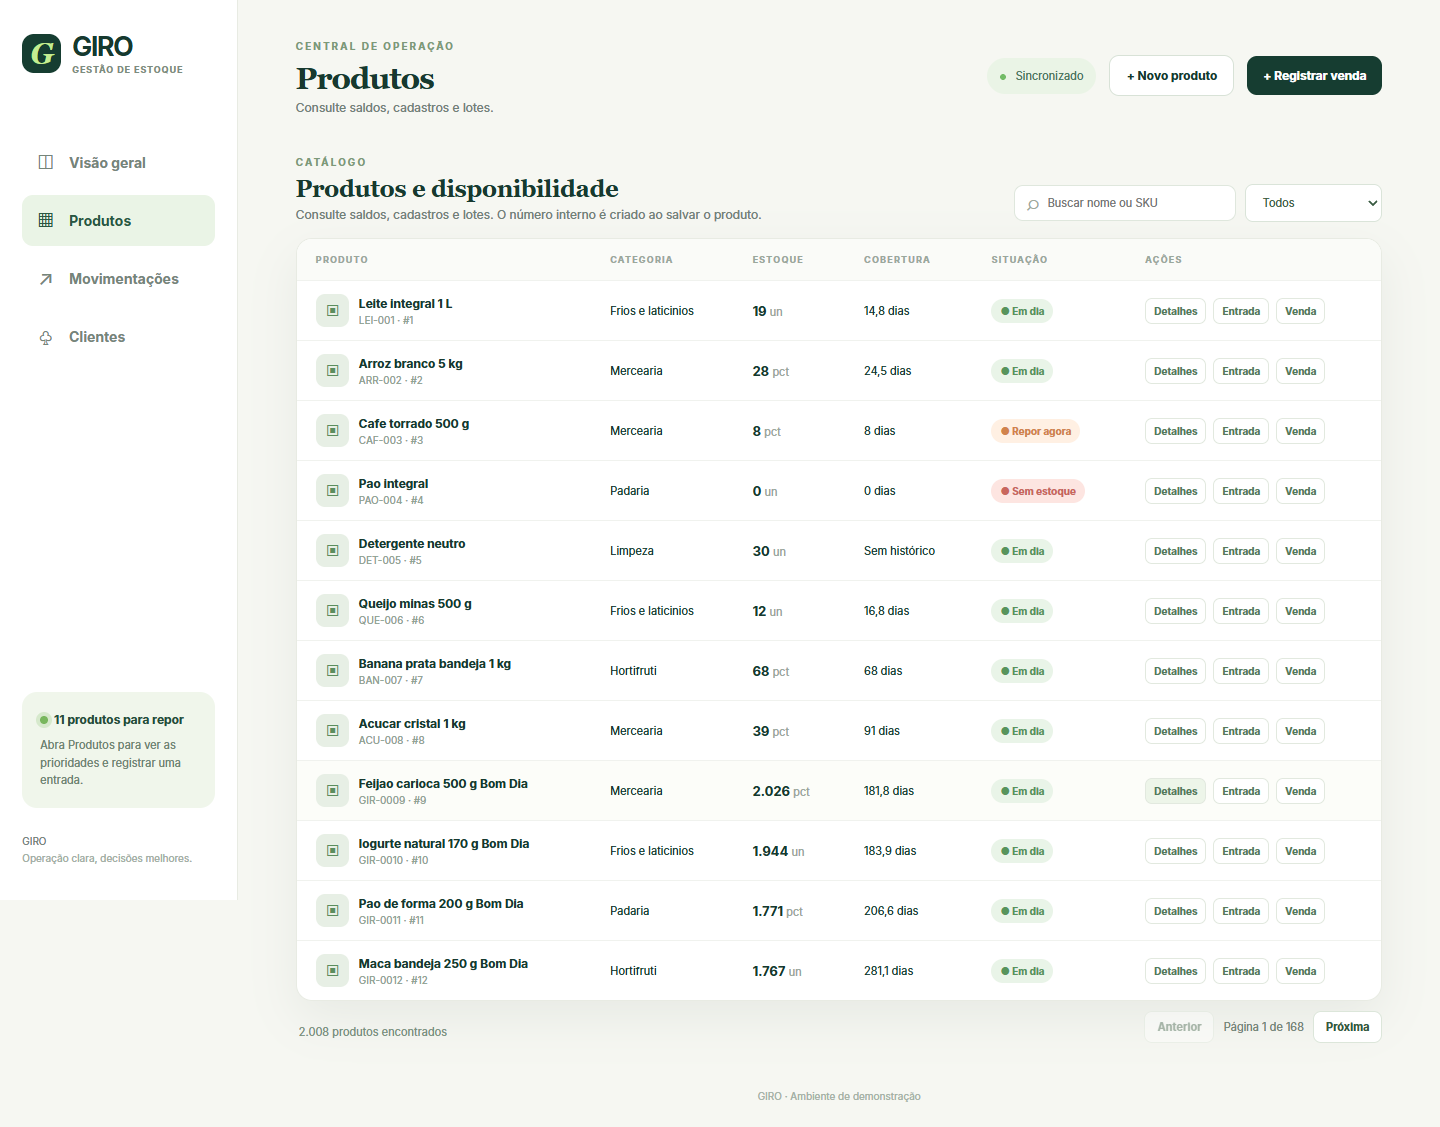 G GIRO
GESTÃO DE ESTOQUE
Visão geral
Produtos
Movimentações
Clientes
11 produtos para repor
Abra Produtos para ver as
prioridades e registrar uma
entrada.
GIRO
Operação clara, decisões melhores.
CENTRAL DE OPERAÇÃO
Produtos
Consulte saldos, cadastros e lotes.
Sincronizado
+ Novo produto
+ Registrar venda
CATÁLOGO
Produtos e disponibilidade
Consulte saldos, cadastros e lotes. O número interno é criado ao salvar o produto.
Buscar nome ou SKU
Todos
PRODUTO CATEGORIA ESTOQUE COBERTURA SITUAÇÃO AÇÕES
Leite integral 1 L
LEI-001 · #1
Frios e laticinios 19 un 14,8 dias Em dia Detalhes Entrada Venda
Arroz branco 5 kg
ARR-002 · #2
Mercearia 28 pct 24,5 dias Em dia Detalhes Entrada Venda
Cafe torrado 500 g
CAF-003 · #3
Mercearia 8 pct 8 dias Repor agora Detalhes Entrada Venda
Pao integral
PAO-004 · #4
Padaria 0 un 0 dias Sem estoque Detalhes Entrada Venda
Detergente neutro
DET-005 · #5
Limpeza 30 un Sem histórico Em dia Detalhes Entrada Venda
Queijo minas 500 g
QUE-006 · #6
Frios e laticinios 12 un 16,8 dias Em dia Detalhes Entrada Venda
Banana prata bandeja 1 kg
BAN-007 · #7
Hortifruti 68 un 68 dias Em dia Detalhes Entrada Venda
Acucar cristal 1 kg
ACU-008 · #8
Mercearia 39 pct 91 dias Em dia Detalhes Entrada Venda
Feijao carioca 500 g Bom Dia
GIR-0009 · #9
Mercearia 2.026 pct 181,8 dias Em dia Detalhes Entrada Venda
Iogurte natural 170 g Bom Dia
GIR-0010 · #10
Frios e laticinios 1.944 un 183,9 dias Em dia Detalhes Entrada Venda
Pao de forma 200 g Bom Dia
GIR-0011 · #11
Padaria 1.771 pct 206,6 dias Em dia Detalhes Entrada Venda
Maca bandeja 250 g Bom Dia
GIR-0012 · #12
Hortifruti 1.767 un 281,1 dias Em dia Detalhes Entrada Venda
2.008 produtos encontrados
Anterior Página 1 de 168 Próxima
GIRO · Ambiente de demonstração